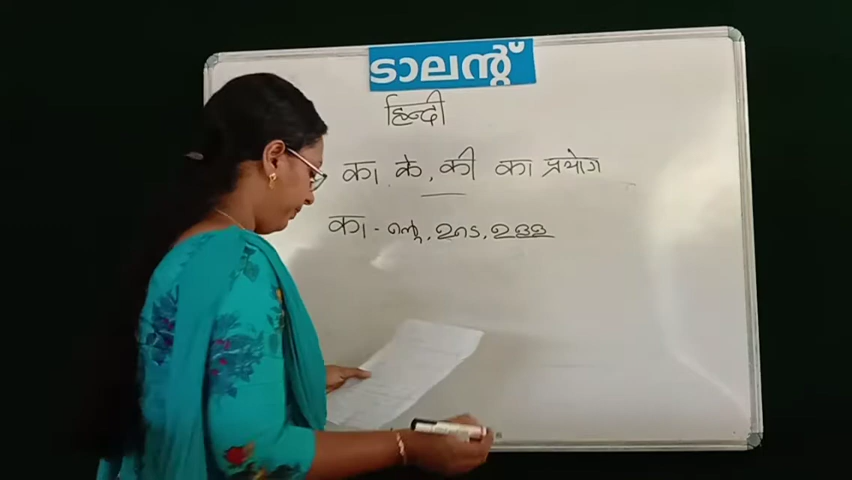 ടാലന്റ്
हिन्दी
का के, की का प्रयोग
का - ന്റെ, ഉടെ, ഉള്ള